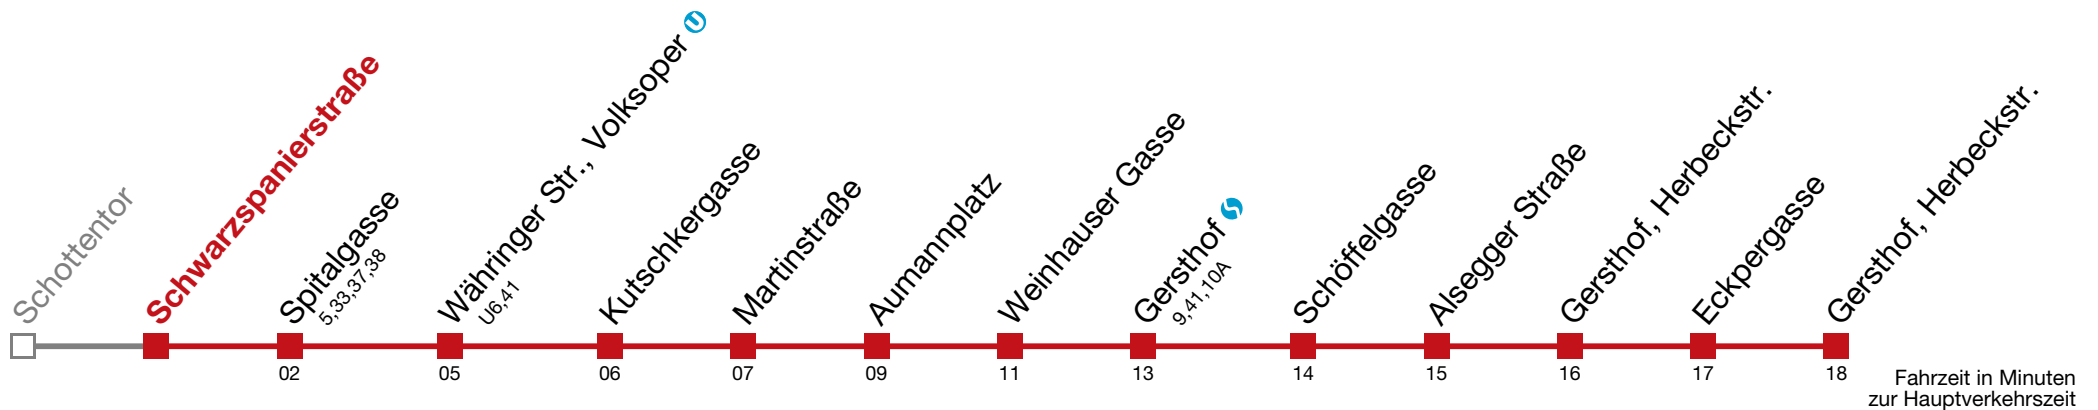 Schottentor
Schwarzspanierstraße
Spitalgasse
5,33,37,38
Währinger Str., Volksoper U
U6,41
Kutschkergasse
Martinstraße
Aumannplatz
Weinhauser Gasse
Gersthof
9,41,10A
Schöffelgasse
Alsegger Straße
Gersthof, Herbeckstr.
Eckpergasse
Gersthof, Herbeckstr.
02 05 06 07 09 11 13 14 15 16 17 18
Fahrzeit in Minuten
zur Hauptverkehrszeit